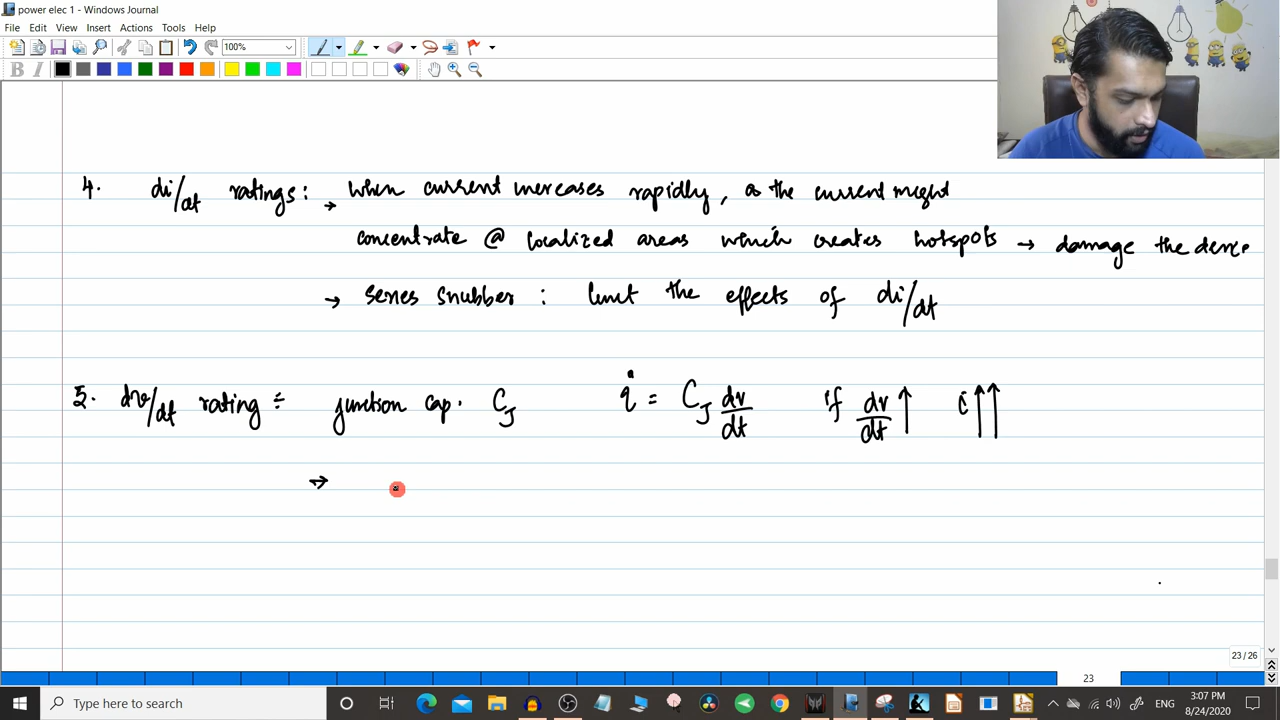 power elec 1 - Windows Journal
File Edit View Insert Actions Tools Help
100%
B I
4. di/dt ratings : → when current increases rapidly, the current might
concentrate @ localized areas which creates hotspots → damage the device
→ series snubber : limit the effects of di/dt
5. dv/dt rating ÷ junction cap. CJ i = CJ dv/dt if dv/dt ↑ i ↑↑
→
23 / 26
23
Type here to search
3:07 PM
8/24/2020